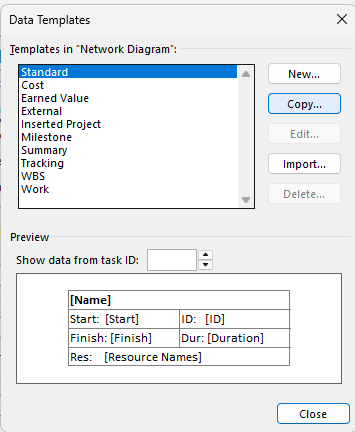 Data Templates
Templates in "Network Diagram":
Standard
Cost
Earned Value
External
Inserted Project
Milestone
Summary
Tracking
WBS
Work
New...
Copy...
Edit...
Import...
Delete...
Preview
Show data from task ID:
[Name]
Start: [Start] ID: [ID]
Finish: [Finish] Dur: [Duration]
Res: [Resource Names]
Close